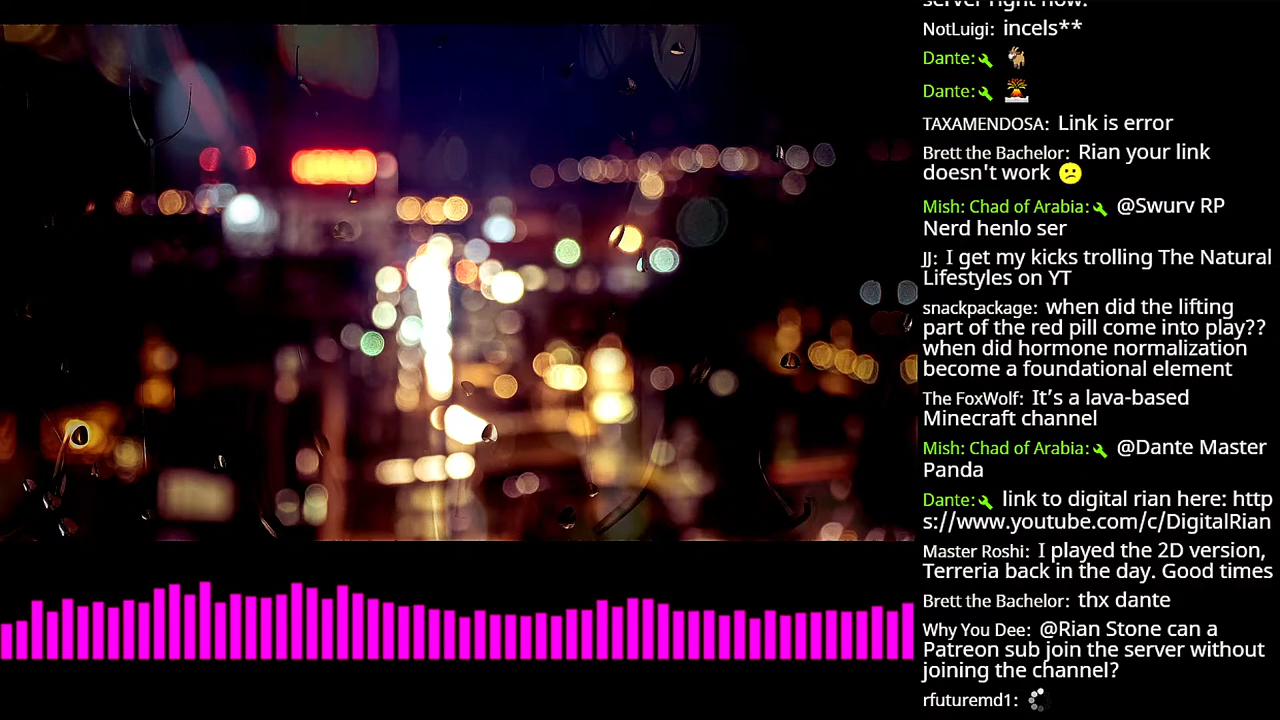 server right now.
NotLuigi: incels**
Dante:
Dante:
TAXAMENDOSA: Link is error
Brett the Bachelor: Rian your link
doesn't work
Mish: Chad of Arabia: @Swurv RP
Nerd henlo ser
JJ: I get my kicks trolling The Natural
Lifestyles on YT
snackpackage: when did the lifting
part of the red pill come into play??
when did hormone normalization
become a foundational element
The FoxWolf: It’s a lava-based
Minecraft channel
Mish: Chad of Arabia: @Dante Master
Panda
Dante: link to digital rian here: http
s://www.youtube.com/c/DigitalRian
Master Roshi: I played the 2D version,
Terreria back in the day. Good times
Brett the Bachelor: thx dante
Why You Dee: @Rian Stone can a
Patreon sub join the server without
joining the channel?
rfuturemd1: